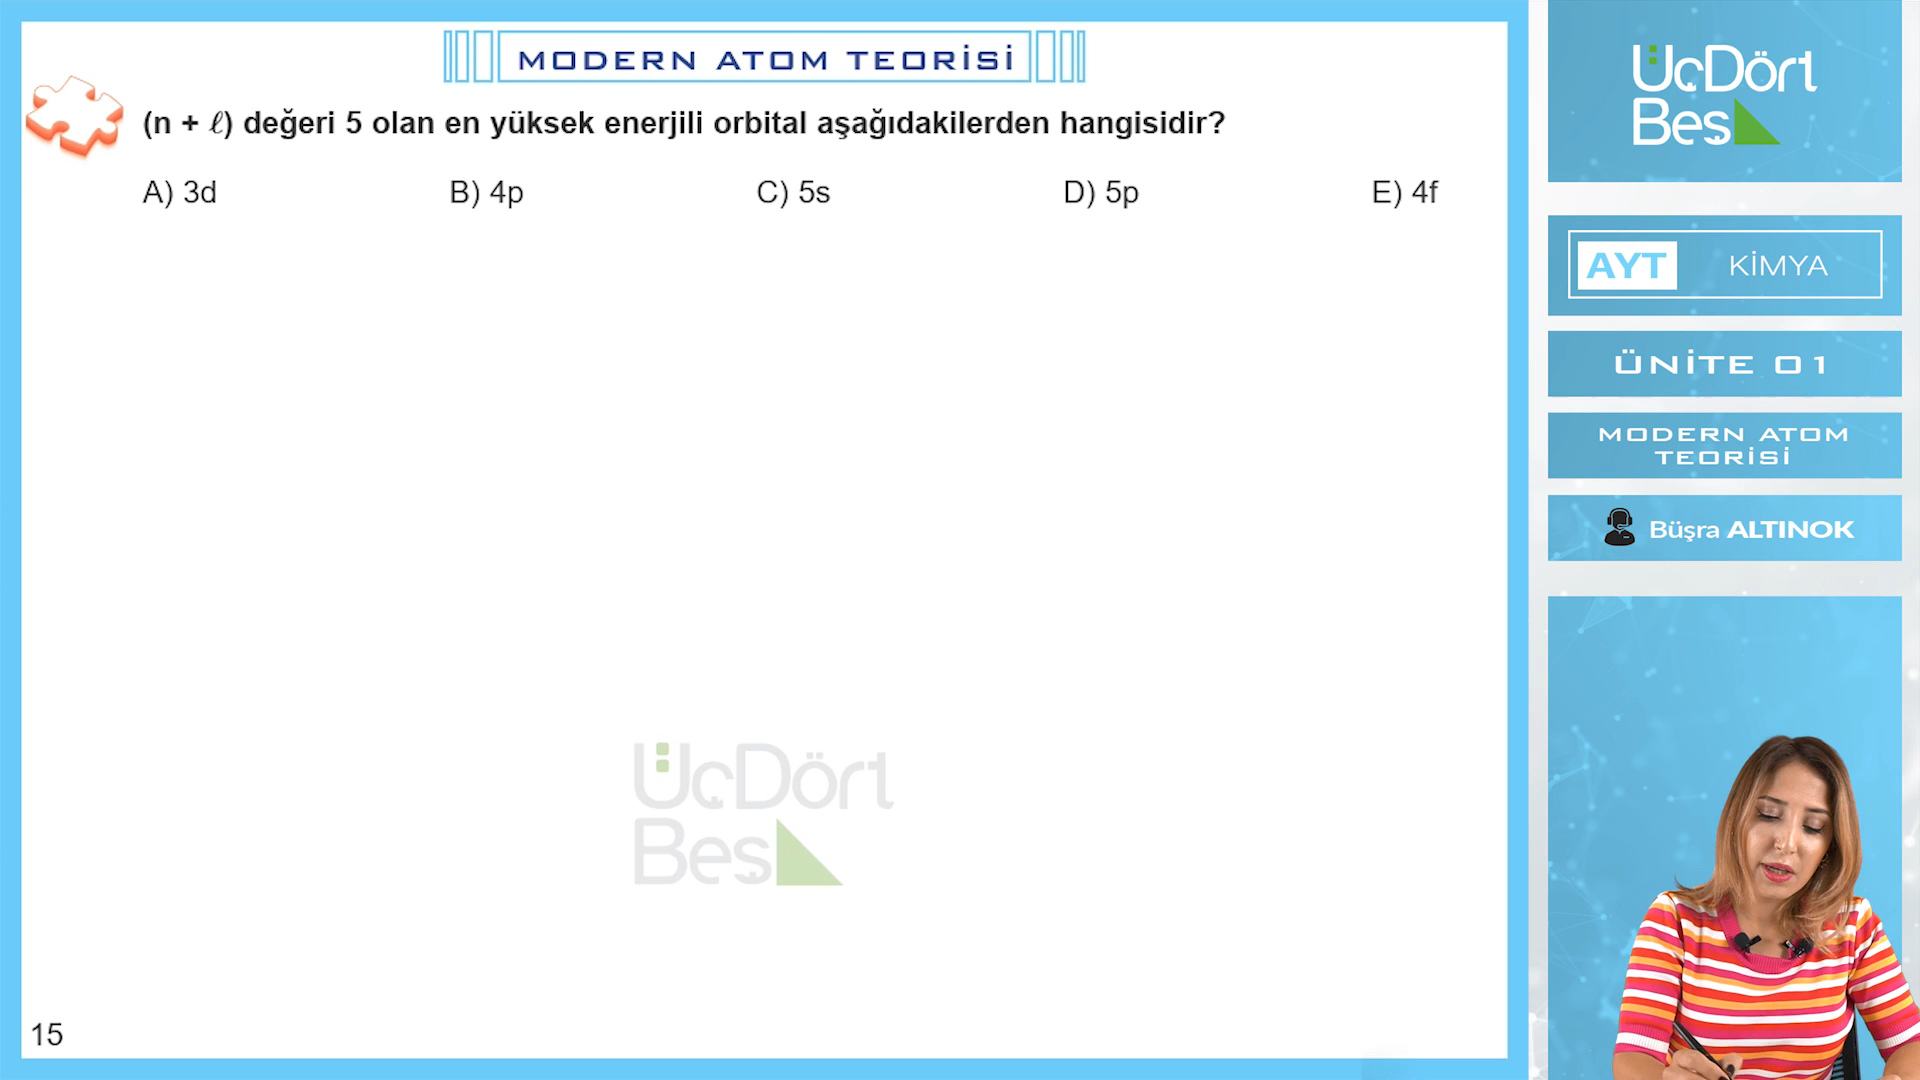 MODERN ATOM TEORİSİ
(n + ℓ) değeri 5 olan en yüksek enerjili orbital aşağıdakilerden hangisidir?
A) 3d B) 4p C) 5s D) 5p E) 4f
ÜçDört
Beş
15
ÜçDört
Beş
AYT KİMYA
ÜNİTE 01
MODERN ATOM
TEORİSİ
Büşra ALTINOK